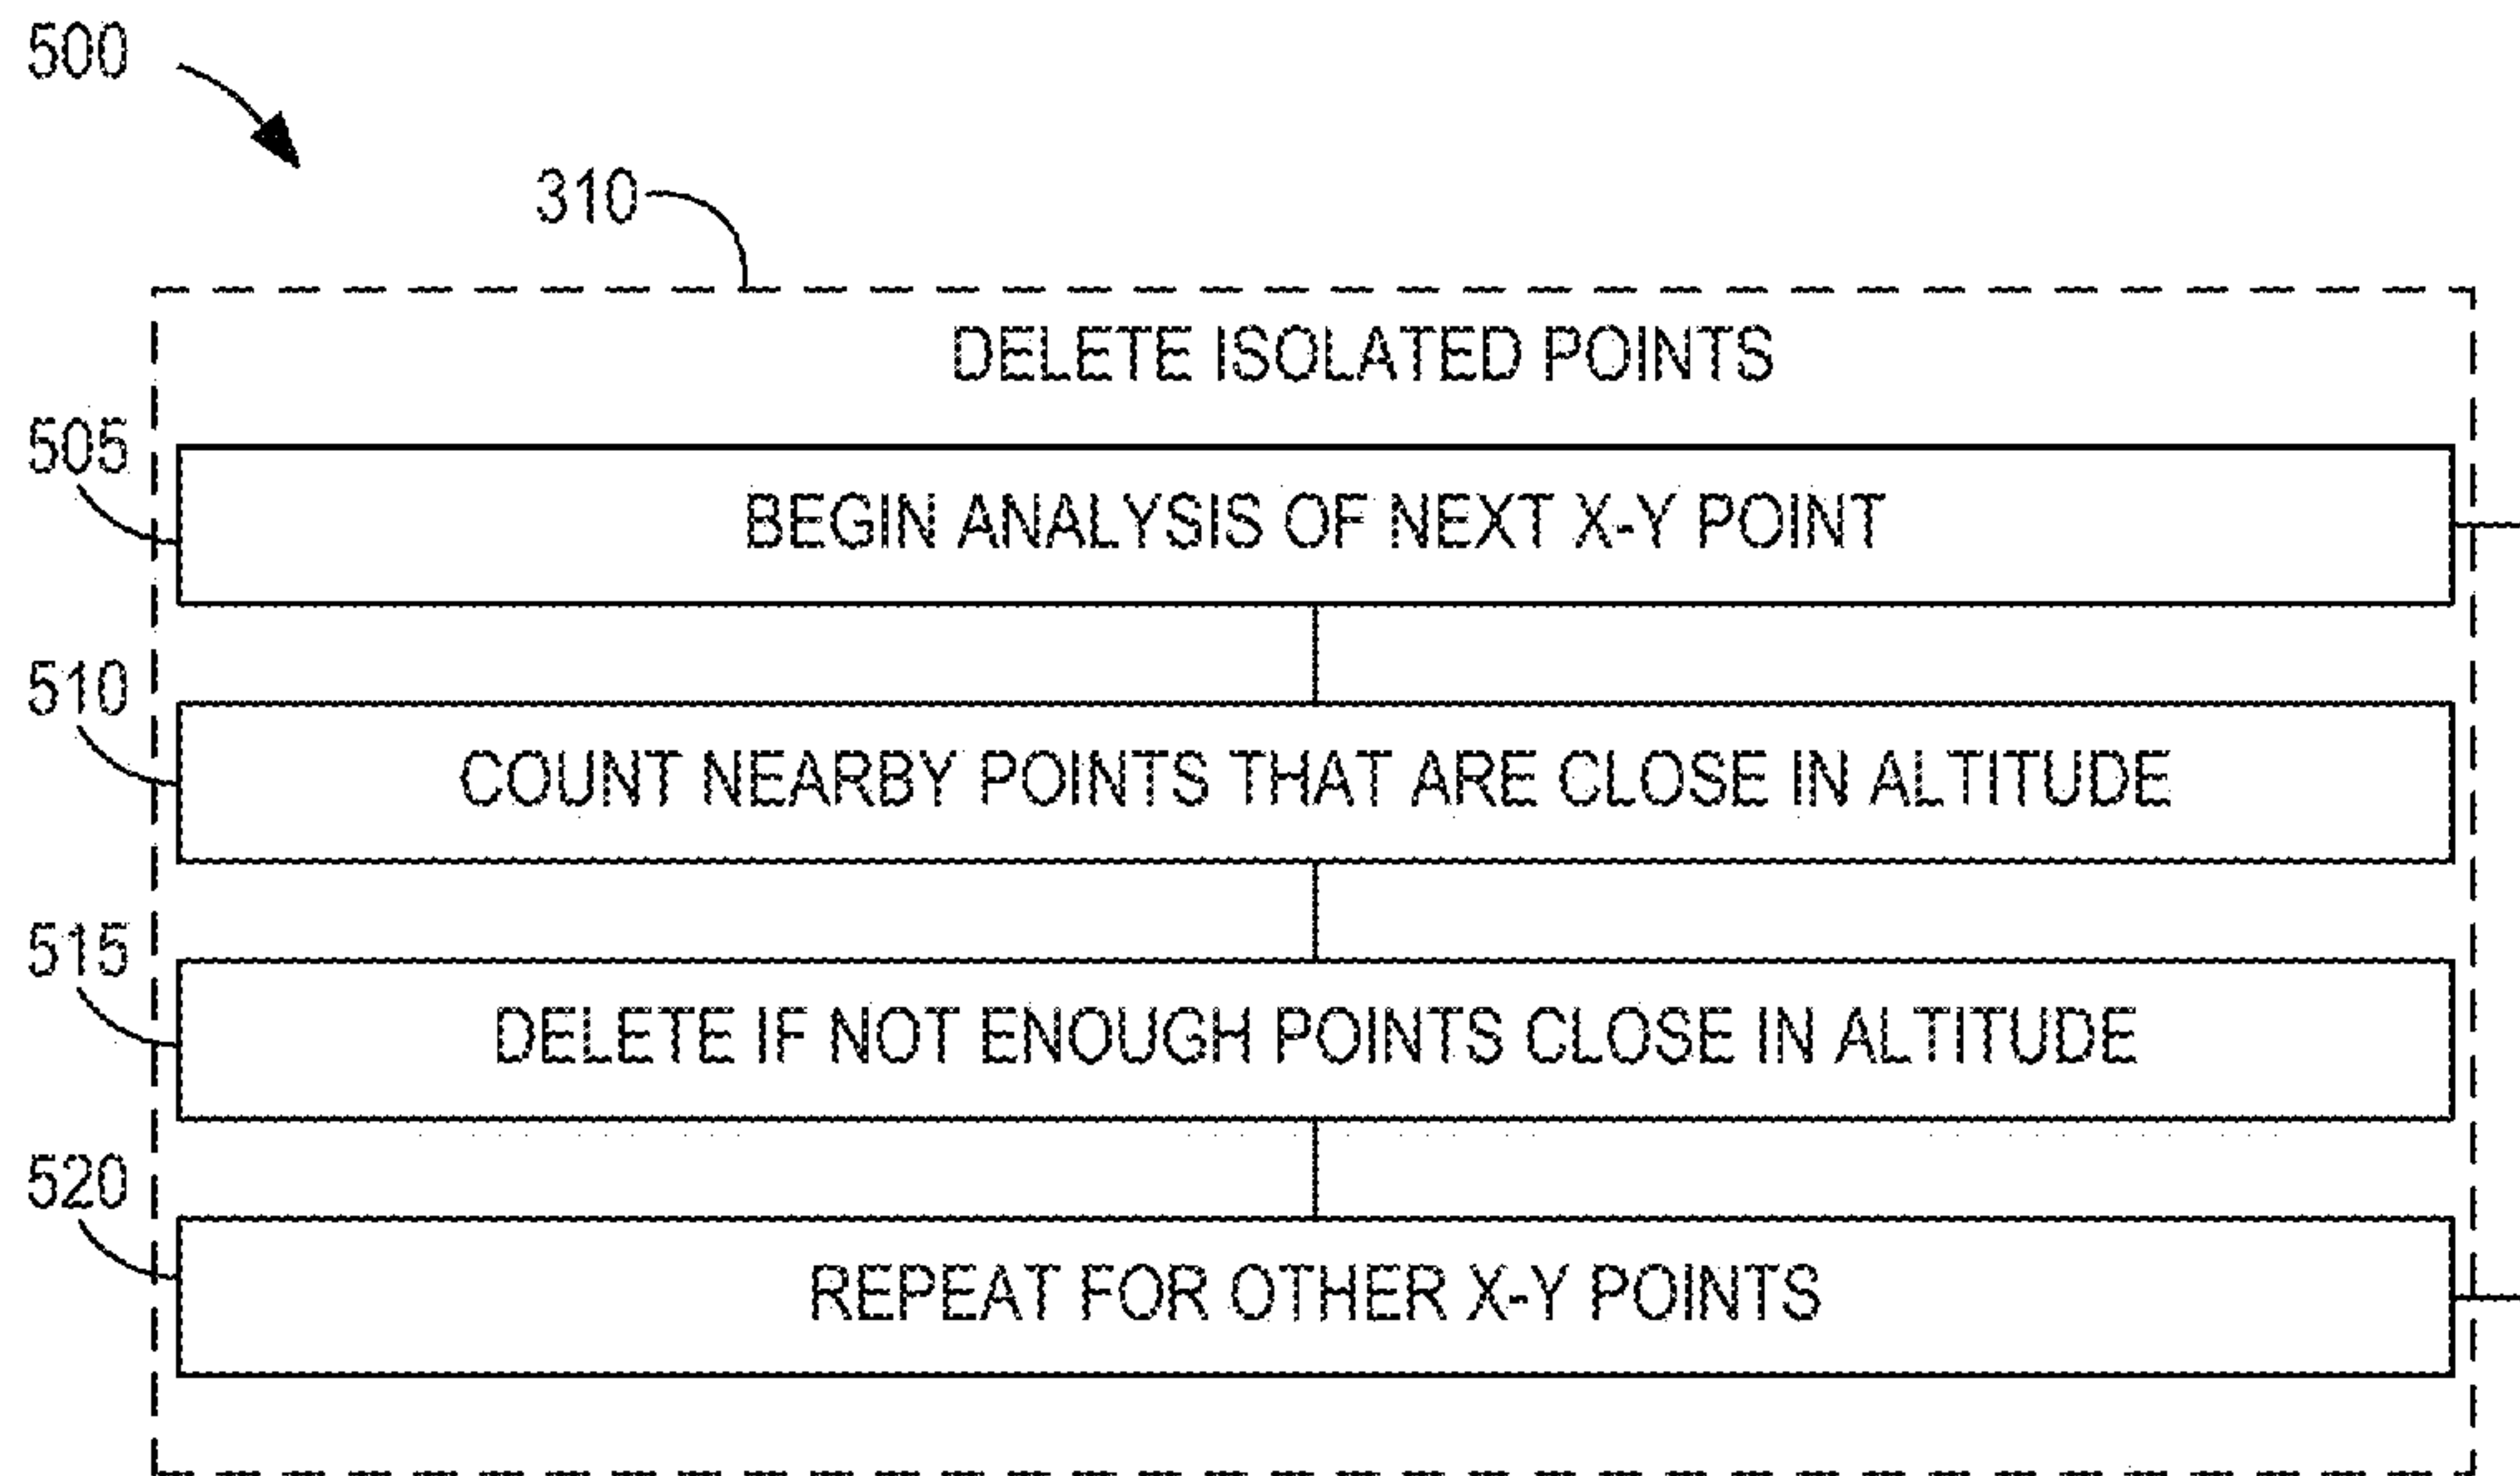 500
310
DELETE ISOLATED POINTS
505
BEGIN ANALYSIS OF NEXT X-Y POINT
510
COUNT NEARBY POINTS THAT ARE CLOSE IN ALTITUDE
515
DELETE IF NOT ENOUGH POINTS CLOSE IN ALTITUDE
520
REPEAT FOR OTHER X-Y POINTS